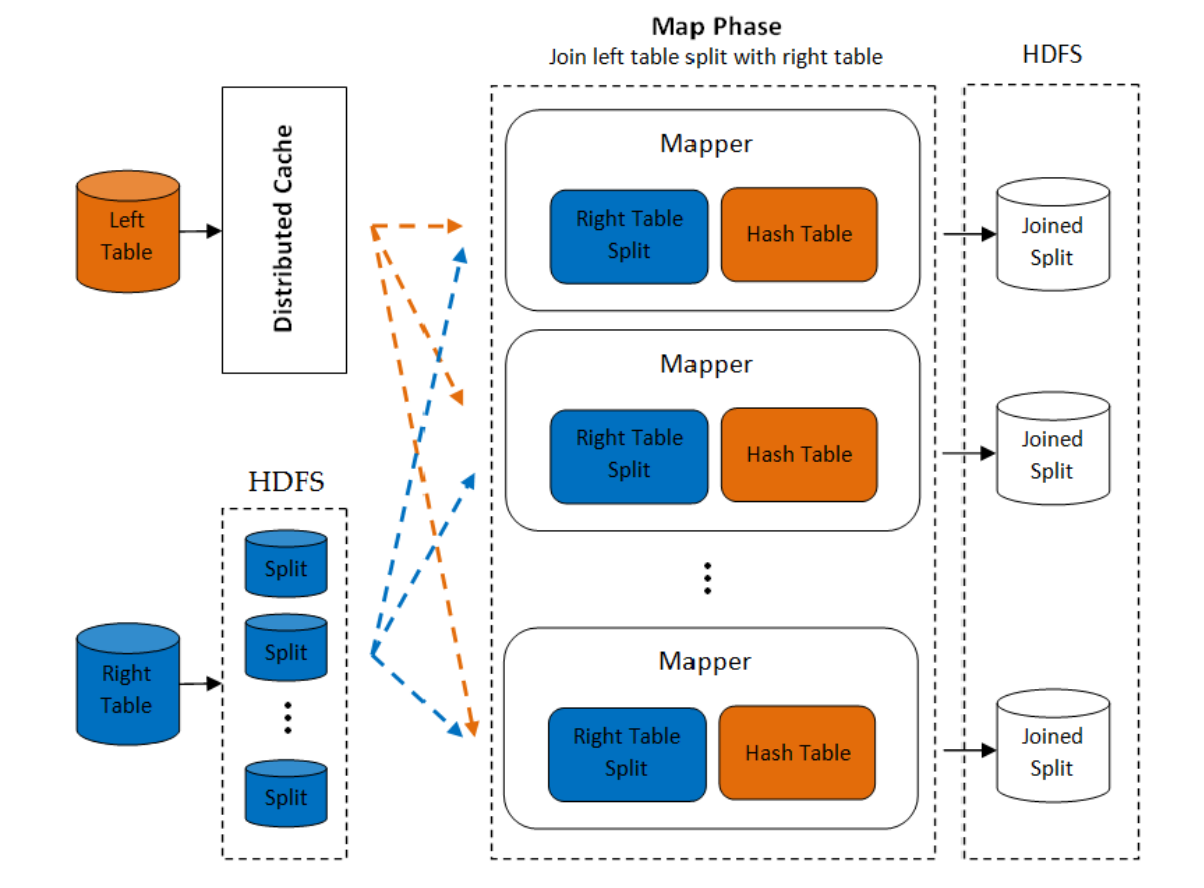 Map Phase
Join left table split with right table
HDFS
Distributed Cache
Left
Table
Mapper
Right Table
Split
Hash Table
Joined
Split
Mapper
Right Table
Split
Hash Table
Joined
Split
HDFS
Split
Split
Split
Right
Table
Mapper
Right Table
Split
Hash Table
Joined
Split